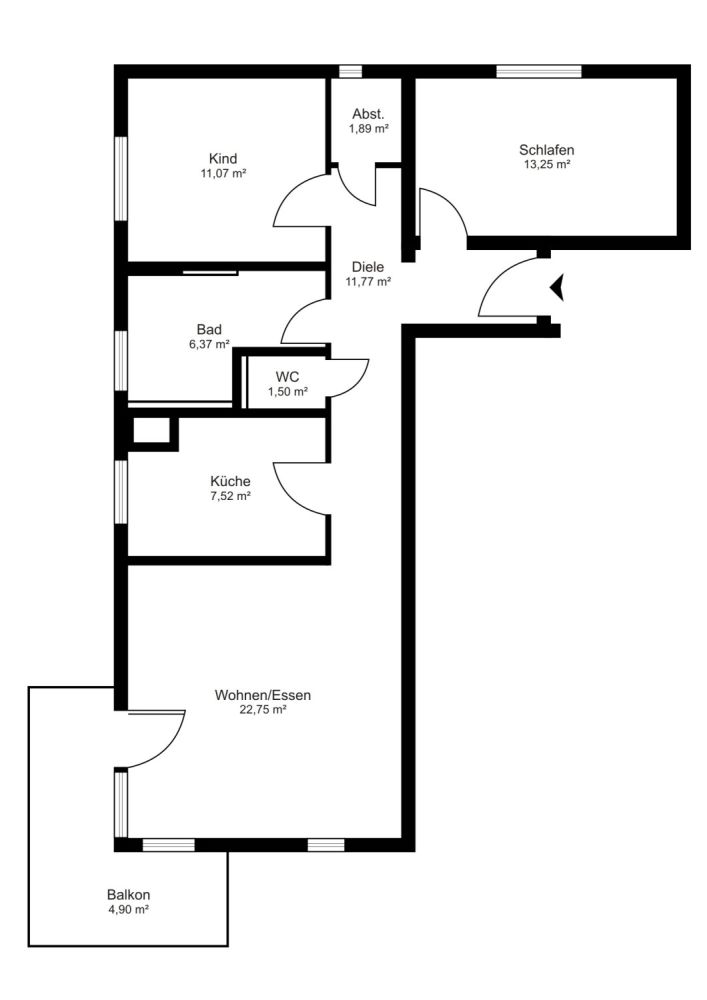 Abst.
1,89 m²
Kind
11,07 m²
Schlafen
13,25 m²
Diele
11,77 m²
Bad
6,37 m²
WC
1,50 m²
Küche
7,52 m²
Wohnen/Essen
22,75 m²
Balkon
4,90 m²